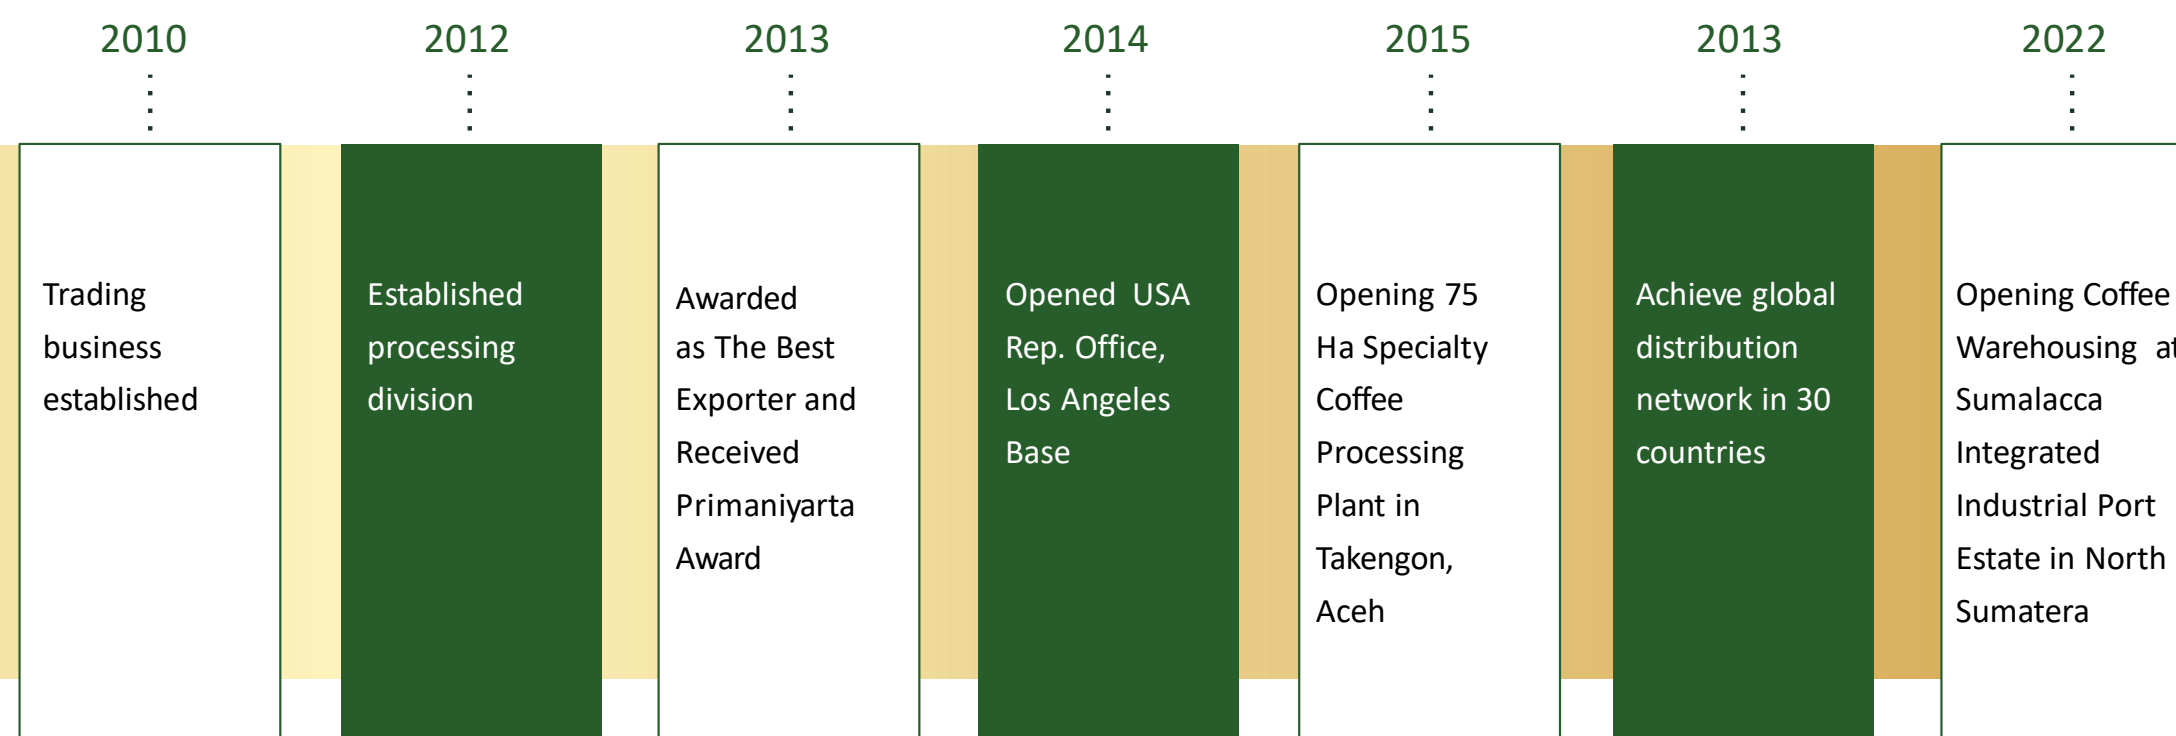 2010
Trading
business
established
2012
Established
processing
division
2013
Awarded
as The Best
Exporter and
Received
Primaniyarta
Award
2014
Opened USA
Rep. Office,
Los Angeles
Base
2015
Opening 75
Ha Specialty
Coffee
Processing
Plant in
Takengon,
Aceh
2013
Achieve global
distribution
network in 30
countries
2022
Opening Coffee
Warehousing at
Sumalacca
Integrated
Industrial Port
Estate in North
Sumatera